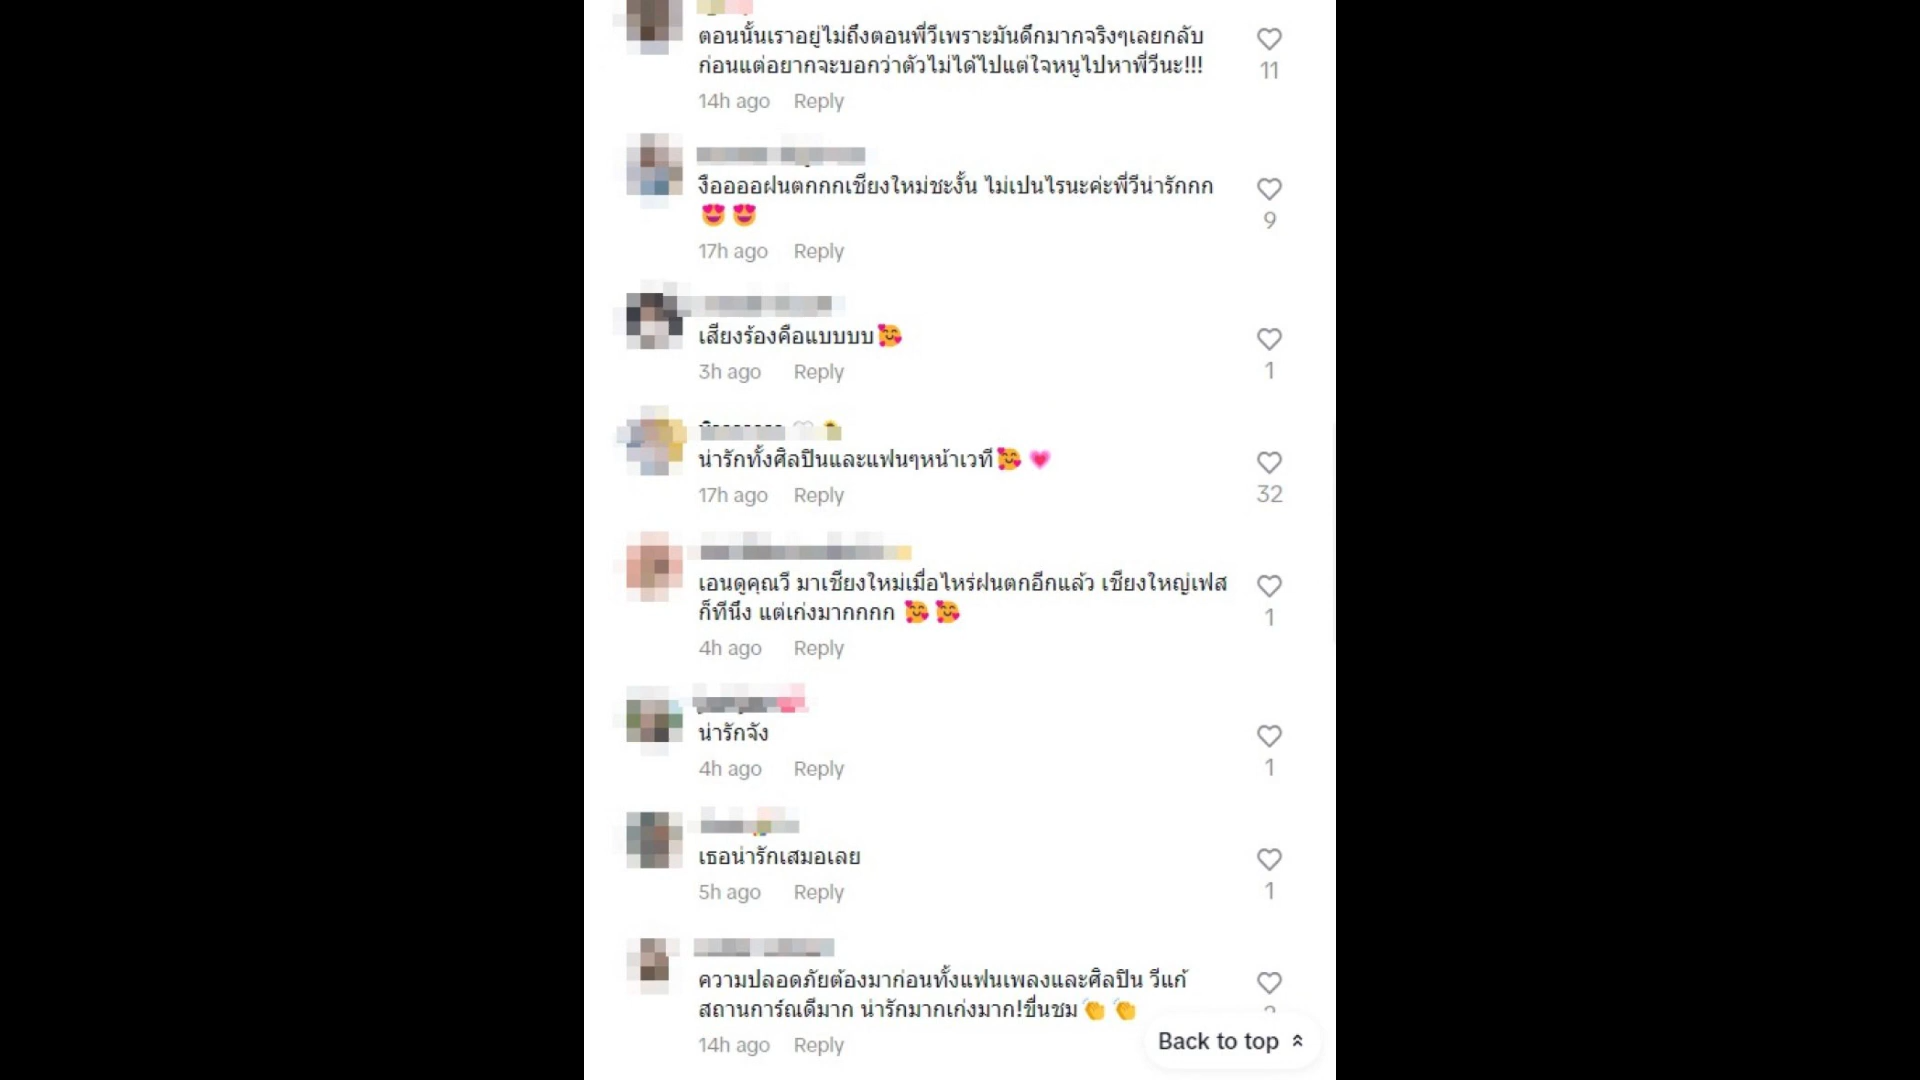 ตอนนั้นเราอยู่ไม่ถึงตอนพี่วีเพราะมันดึกมากจริงๆเลยกลับ
ก่อนแต่อยากจะบอกว่าตัวไม่ได้ไปแต่ใจหนูไปหาพี่วีนะ!!!
11
14h ago Reply
งืออออฝนตกกกเชียงใหม่ชะงั้น ไม่เปนไรนะค่ะพี่วีน่ารักกก
😍 😍
9
17h ago Reply
เสียงร้องคือแบบบบบ🥰
1
3h ago Reply
น่ารักทั้งศิลปินและแฟนๆหน้าเวที🥰 💗
32
17h ago Reply
เอนดูคุณวี มาเชียงใหม่เมื่อไหร่ฝนตกอีกแล้ว เชียงใหญ่เฟส
ก็ทีนึง แต่เก่งมากกกก 🥰 🥰
1
4h ago Reply
น่ารักจัง
1
4h ago Reply
เธอน่ารักเสมอเลย
1
5h ago Reply
ความปลอดภัยต้องมาก่อนทั้งแฟนเพลงและศิลปิน วีแก้
สถานการ์ณดีมาก น่ารักมากเก่งมาก!ขื่นชม👏 👏
14h ago Reply
Back to top